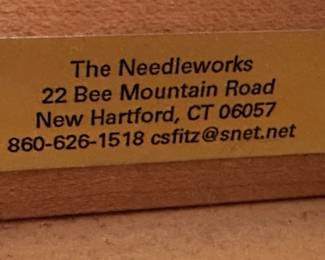 The Needleworks
22 Bee Mountain Road
New Hartford, CT 06057
860-626-1518 csfitz@snet.net